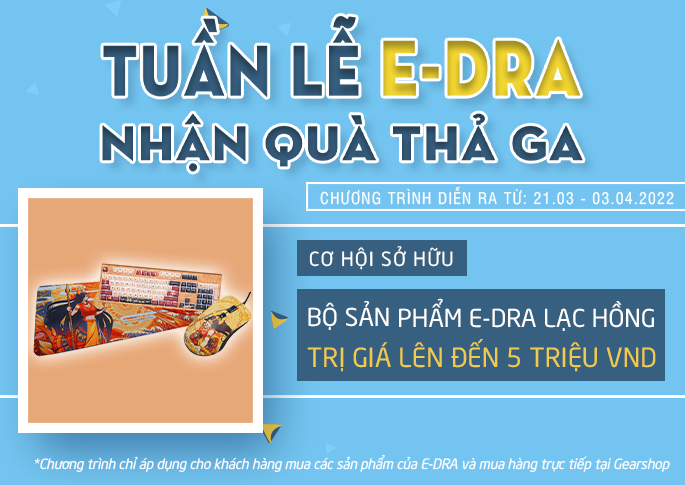 TUẦN LỄ E-DRA
NHẬN QUÀ THẢ GA
CHƯƠNG TRÌNH DIỄN RA TỪ: 21.03 - 03.04.2022
CƠ HỘI SỞ HỮU
BỘ SẢN PHẨM E-DRA LẠC HỒNG
TRỊ GIÁ LÊN ĐẾN 5 TRIỆU VND
*Chương trình chỉ áp dụng cho khách hàng mua các sản phẩm của E-DRA và mua hàng trực tiếp tại Gearshop